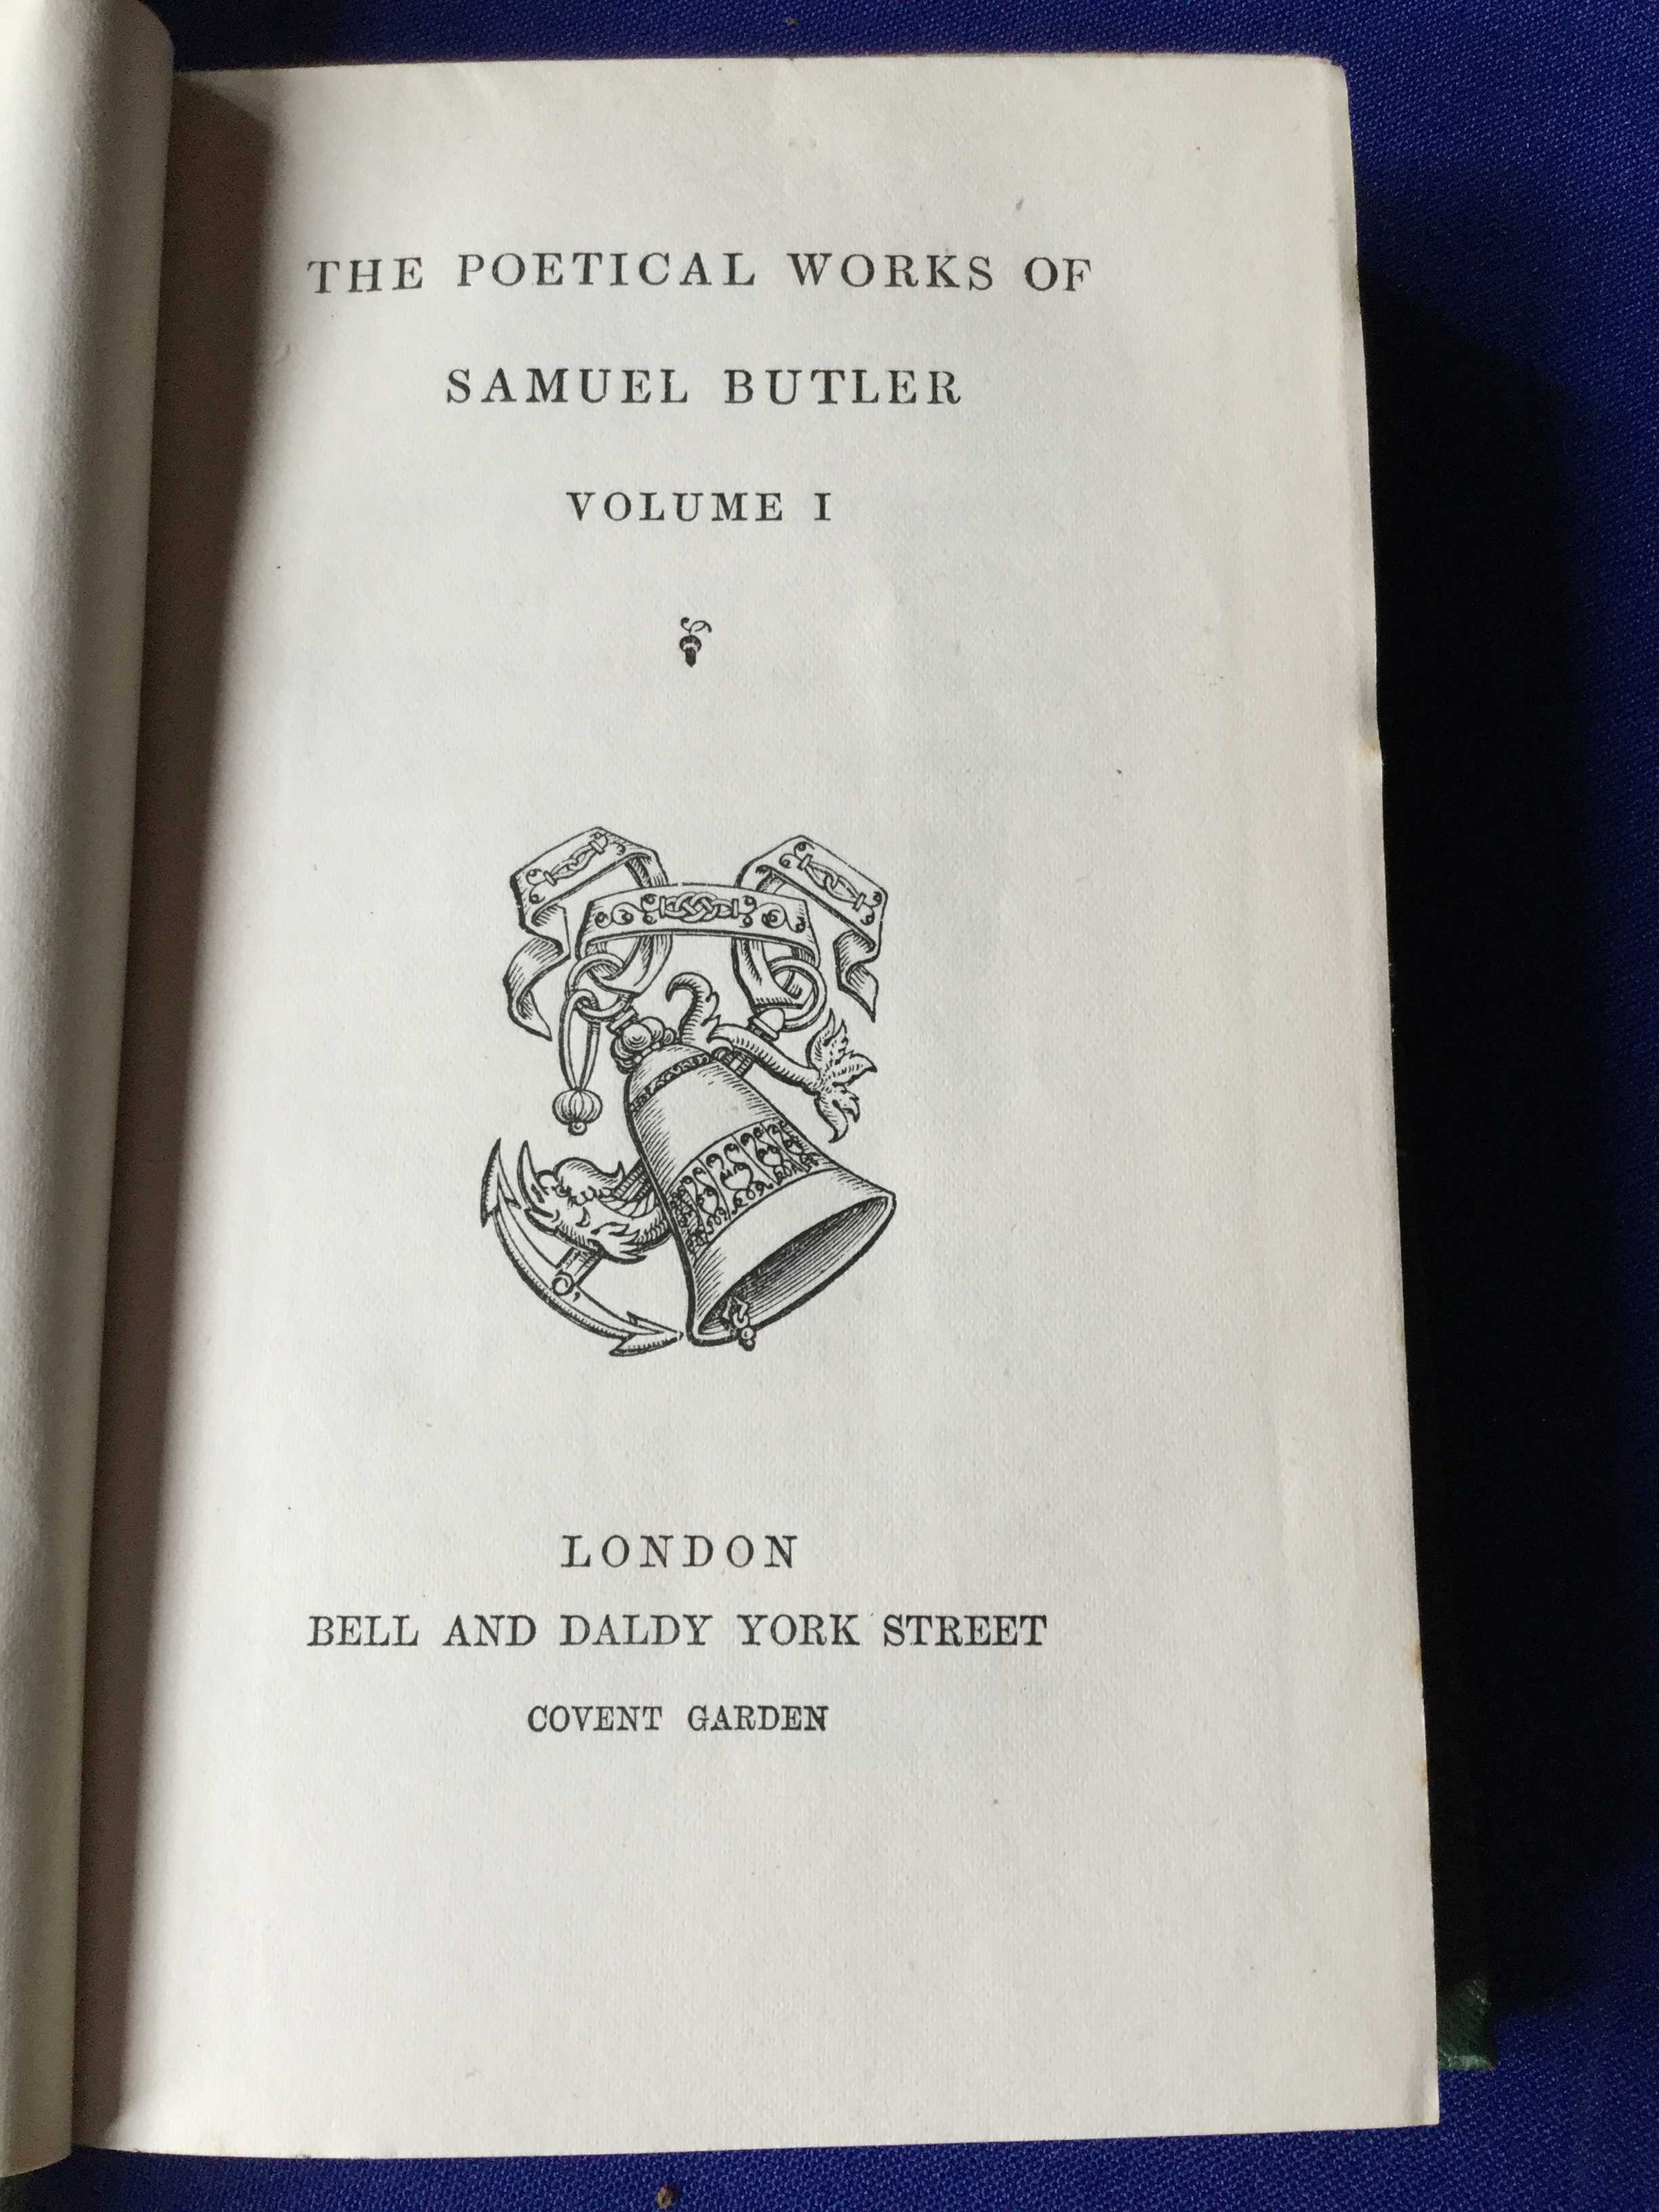 THE POETICAL WORKS OF
SAMUEL BUTLER
VOLUME I
LONDON
BELL AND DALDY YORK STREET
COVENT GARDEN